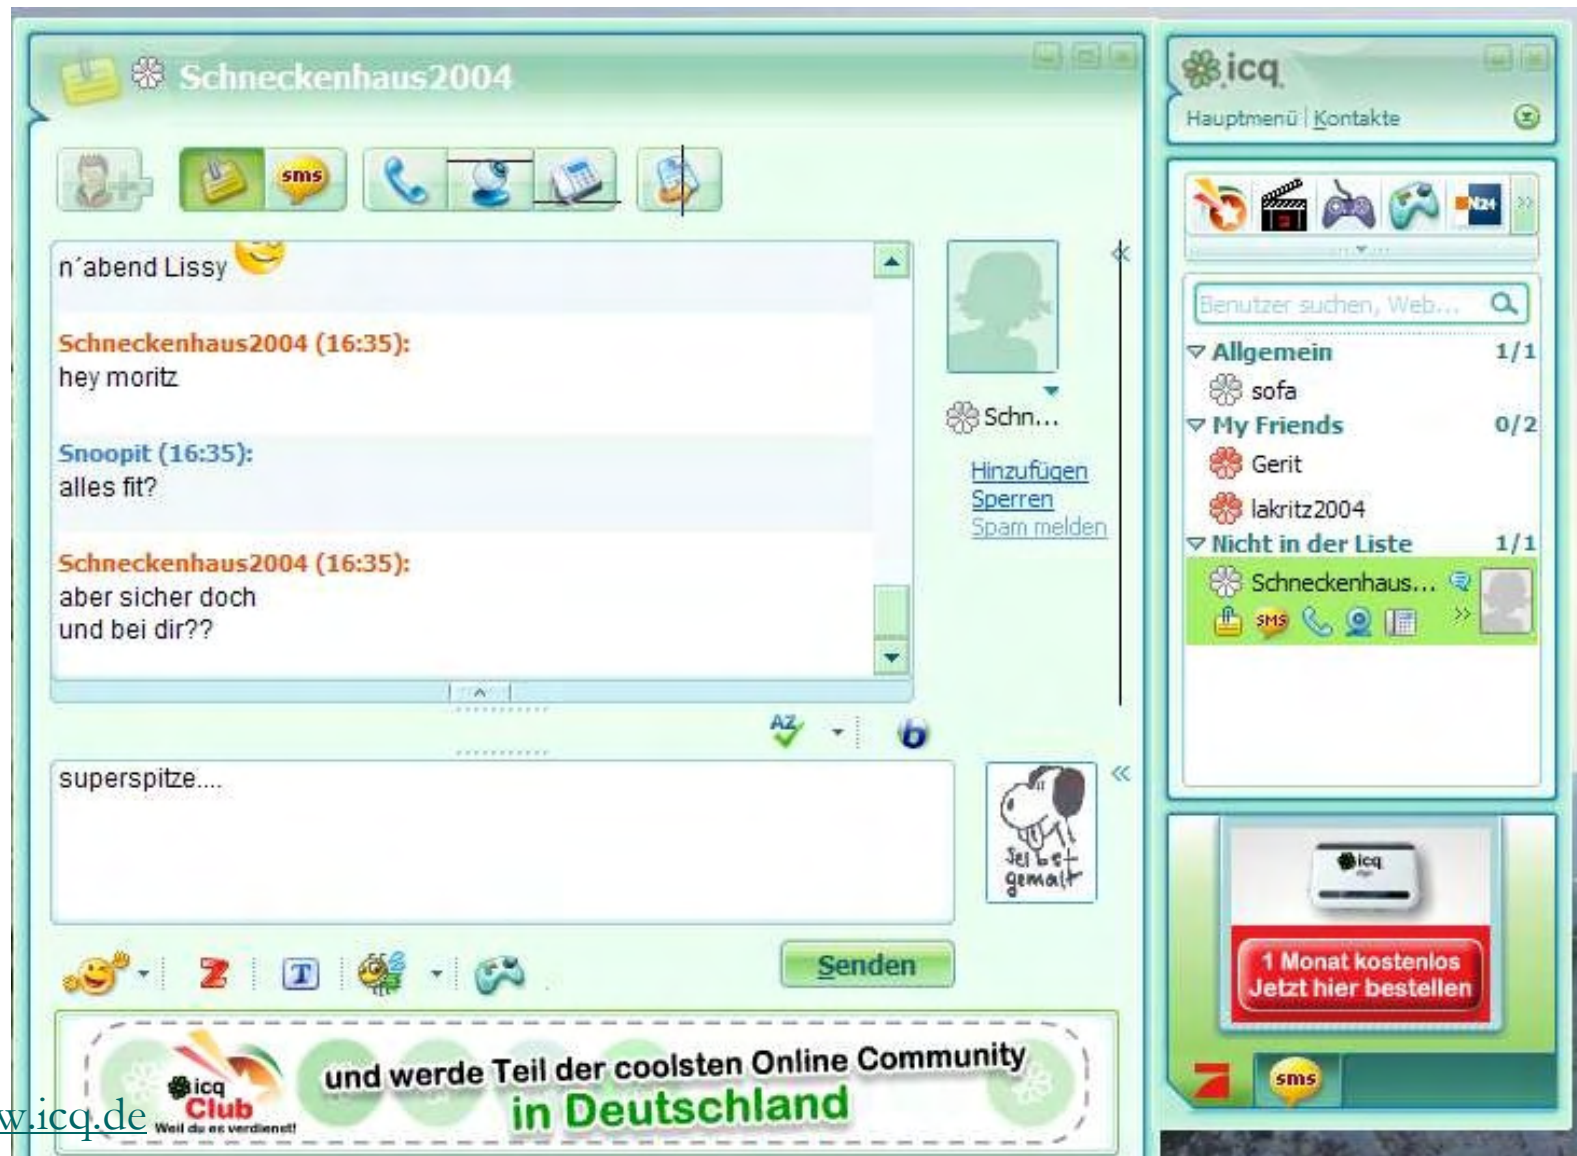 Schneckenhaus2004
sms
n´abend Lissy
Schneckenhaus2004 (16:35):
hey moritz
Snoopit (16:35):
alles fit?
Schneckenhaus2004 (16:35):
aber sicher doch
und bei dir??
Schn...
Hinzufügen
Sperren
Spam melden
AZ
b
superspitze....
Selbst
gemalt
Z
T
Senden
icq
Club
Weil du es verdienst!
und werde Teil der coolsten Online Community
in Deutschland
w.icq.de
icq
Hauptmenü | Kontakte
N24
Benutzer suchen, Web...
Allgemein 1/1
sofa
My Friends 0/2
Gerit
lakritz2004
Nicht in der Liste 1/1
Schneckenhaus...
SMS
icq
1 Monat kostenlos
Jetzt hier bestellen
sms